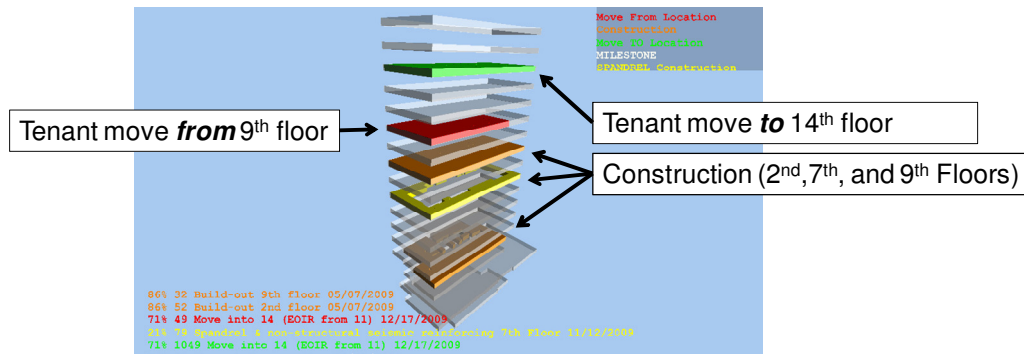 Move From Location
Construction
Move TO Location
MILESTONE
SPANDREL Construction
Tenant move from 9th floor
Tenant move to 14th floor
Construction (2nd,7th, and 9th Floors)
86% 32 Build-out 9th floor 05/07/2009
86% 52 Build-out 2nd floor 05/07/2009
71% 49 Move into 14 (EOIR from 11) 12/17/2009
21% 79 Spandrel & non-structural seismic reinforcing 7th Floor 11/12/2009
71% 1049 Move into 14 (EOIR from 11) 12/17/2009